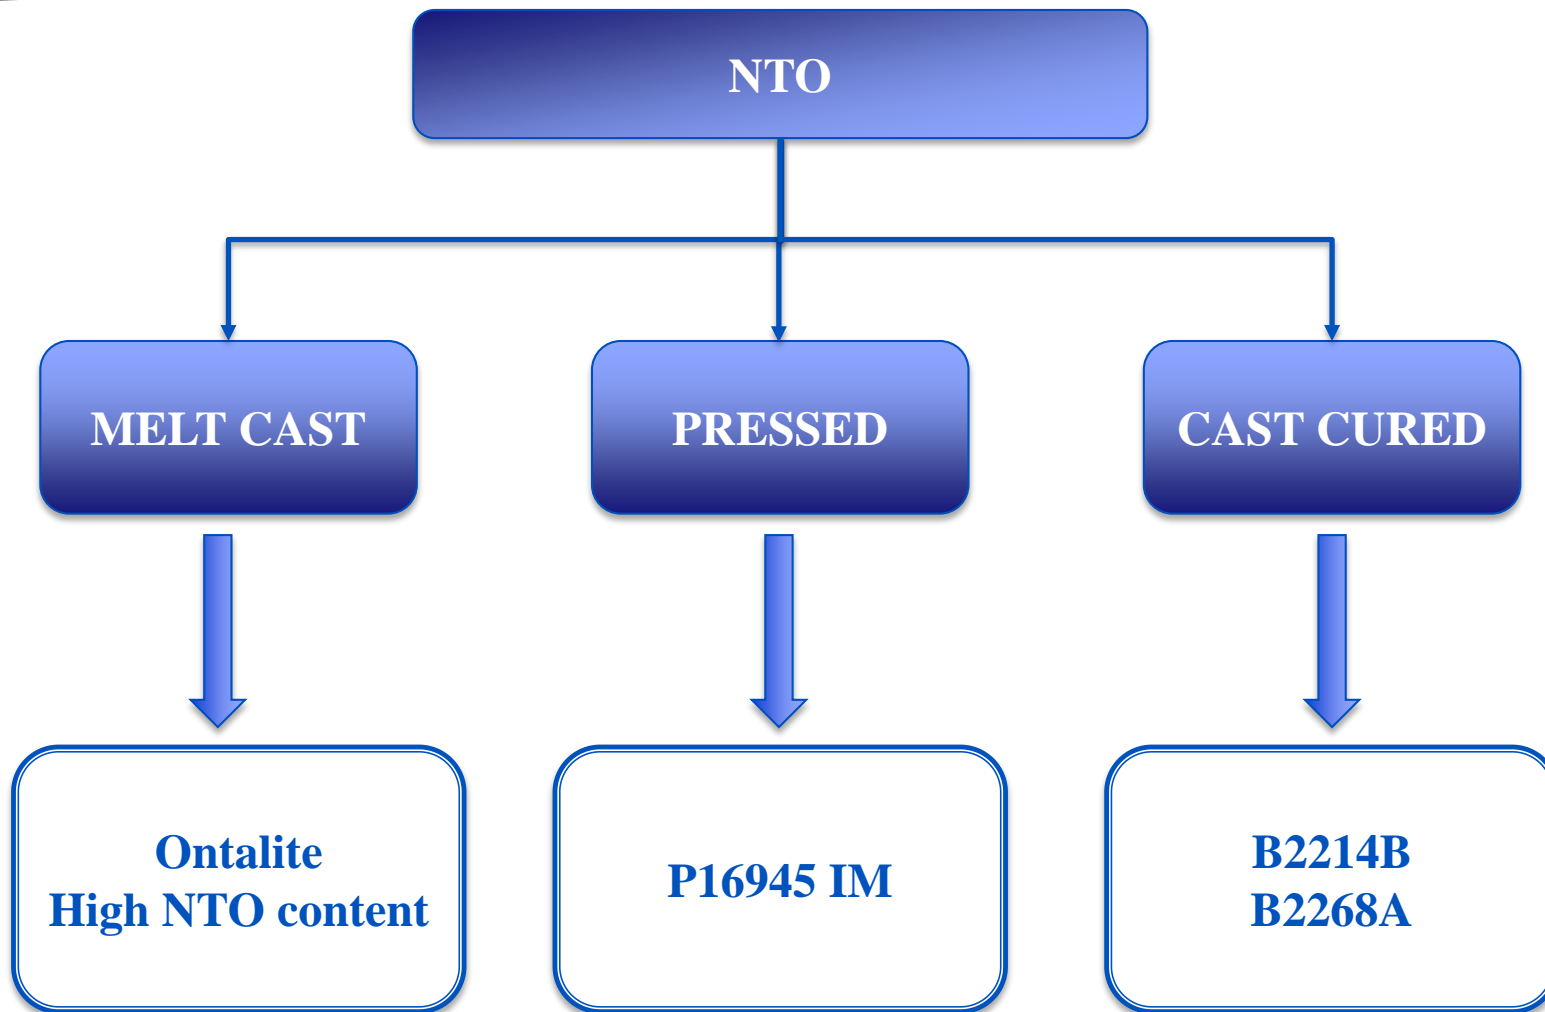 NTO
MELT CAST
PRESSED
CAST CURED
Ontalite
High NTO content
P16945 IM
B2214B
B2268A